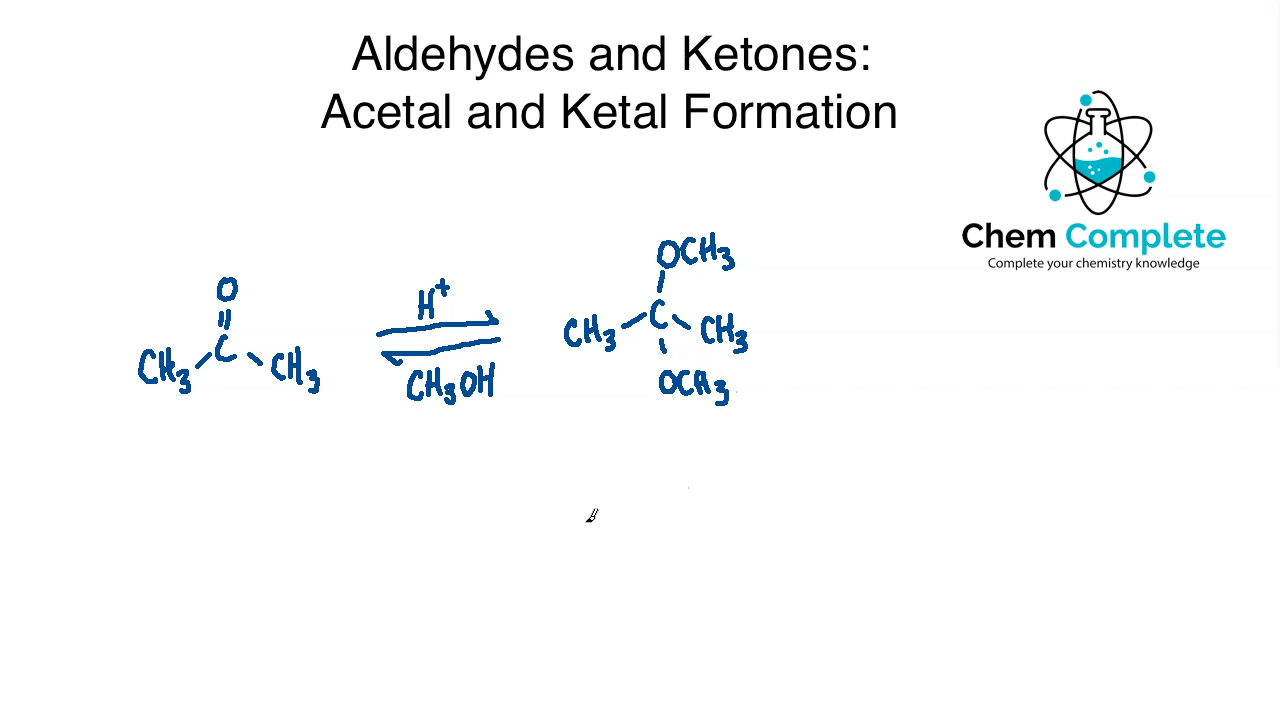 Aldehydes and Ketones:
Acetal and Ketal Formation
Chem Complete
Complete your chemistry knowledge
O
C
CH3
CH3
H+
CH3OH
OCH3
C
CH3
CH3
OCH3